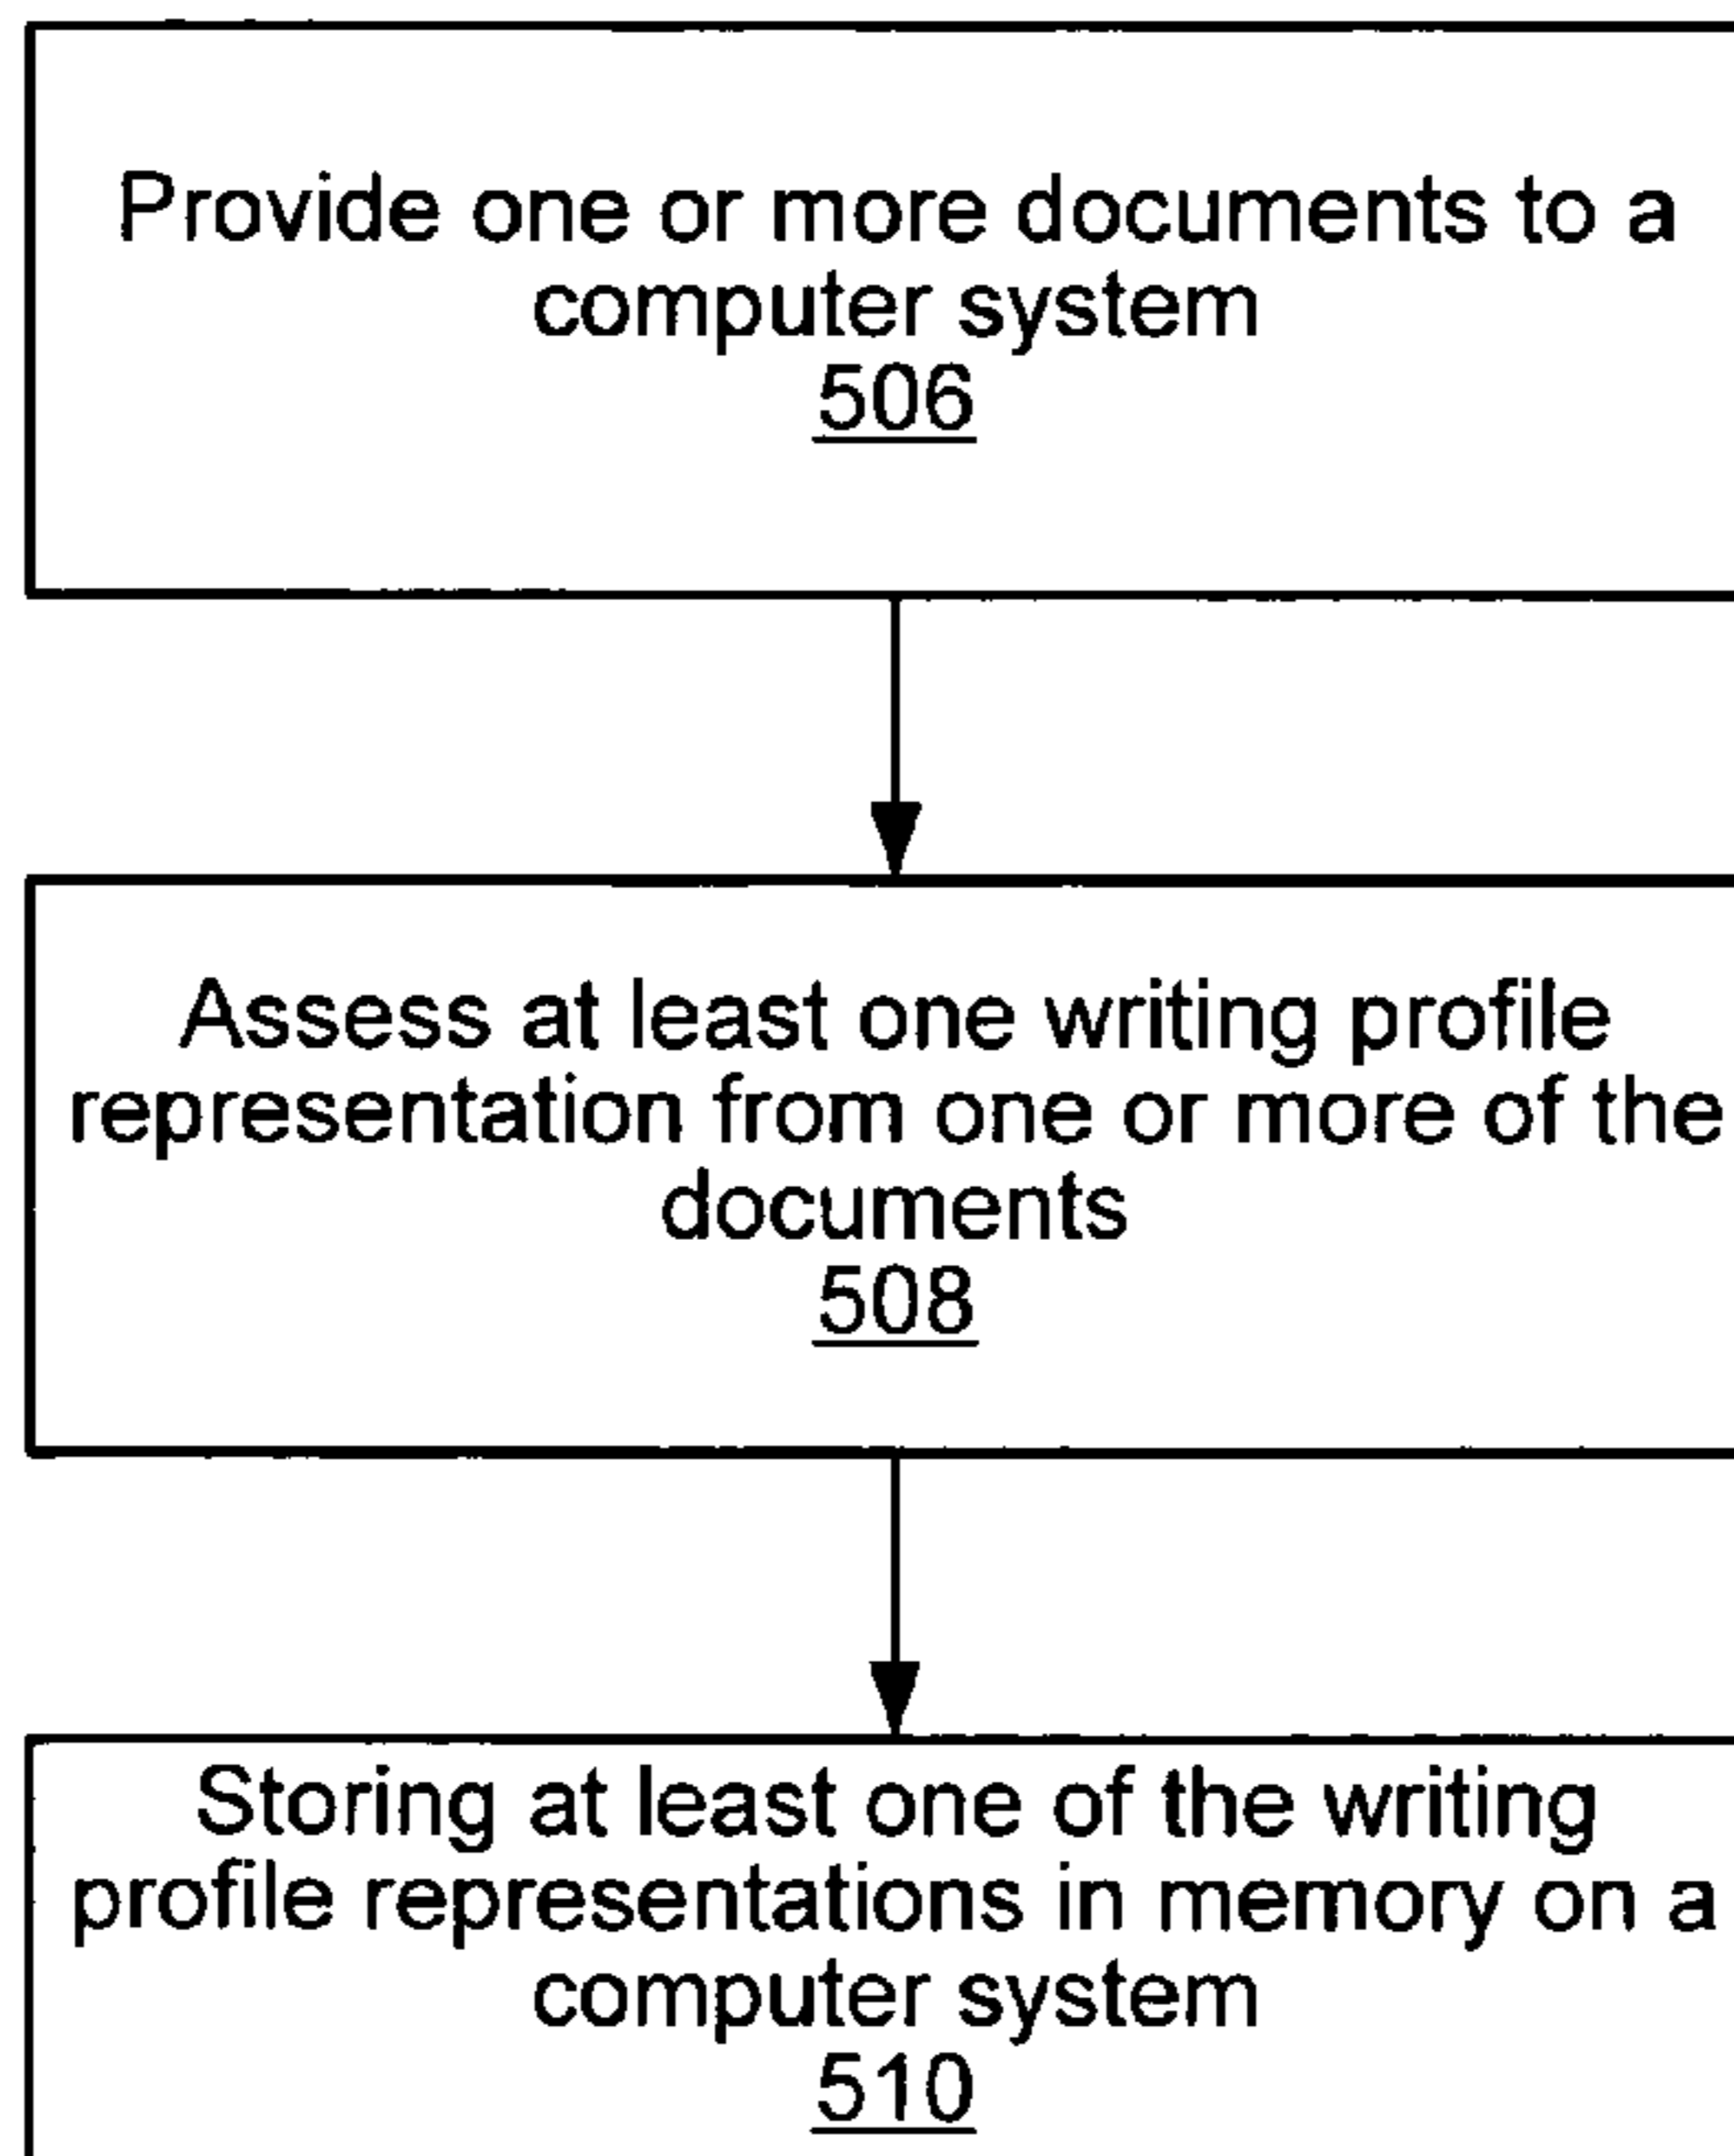 Provide one or more documents to a
computer system
506
Assess at least one writing profile
representation from one or more of the
documents
508
Storing at least one of the writing
profile representations in memory on a
computer system
510